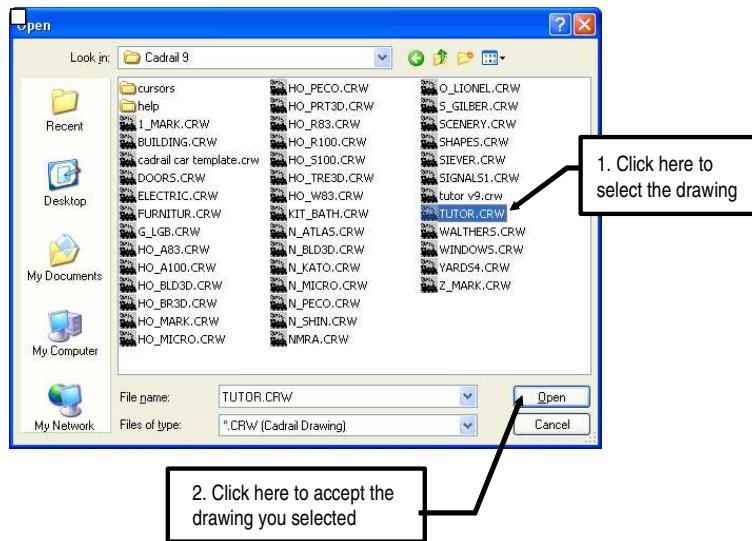 Open
Look in:
Cadrail 9
Recent
Desktop
My Documents
My Computer
My Network
cursors
help
1_MARK.CRW
BUILDING.CRW
cadrail car template.crw
DOORS.CRW
ELECTRIC.CRW
FURNITUR.CRW
G_LGB.CRW
HO_A83.CRW
HO_A100.CRW
HO_BLD3D.CRW
HO_BR3D.CRW
HO_MARK.CRW
HO_MICRO.CRW
HO_PECO.CRW
HO_PRT3D.CRW
HO_R83.CRW
HO_R100.CRW
HO_S100.CRW
HO_TRE3D.CRW
HO_W83.CRW
KIT_BATH.CRW
N_ATLAS.CRW
N_BLD3D.CRW
N_KATO.CRW
N_MICRO.CRW
N_PECO.CRW
N_SHIN.CRW
NMRA.CRW
O_LIONEL.CRW
S_GILBER.CRW
SCENERY.CRW
SHAPES.CRW
SIEVER.CRW
SIGNALS1.CRW
tutor v9.crw
TUTOR.CRW
WALTHERS.CRW
WINDOWS.CRW
YARDS4.CRW
Z_MARK.CRW
File name:
TUTOR.CRW
Open
Files of type:
*.CRW (Cadrail Drawing)
Cancel
1. Click here to
select the drawing
2. Click here to accept the
drawing you selected